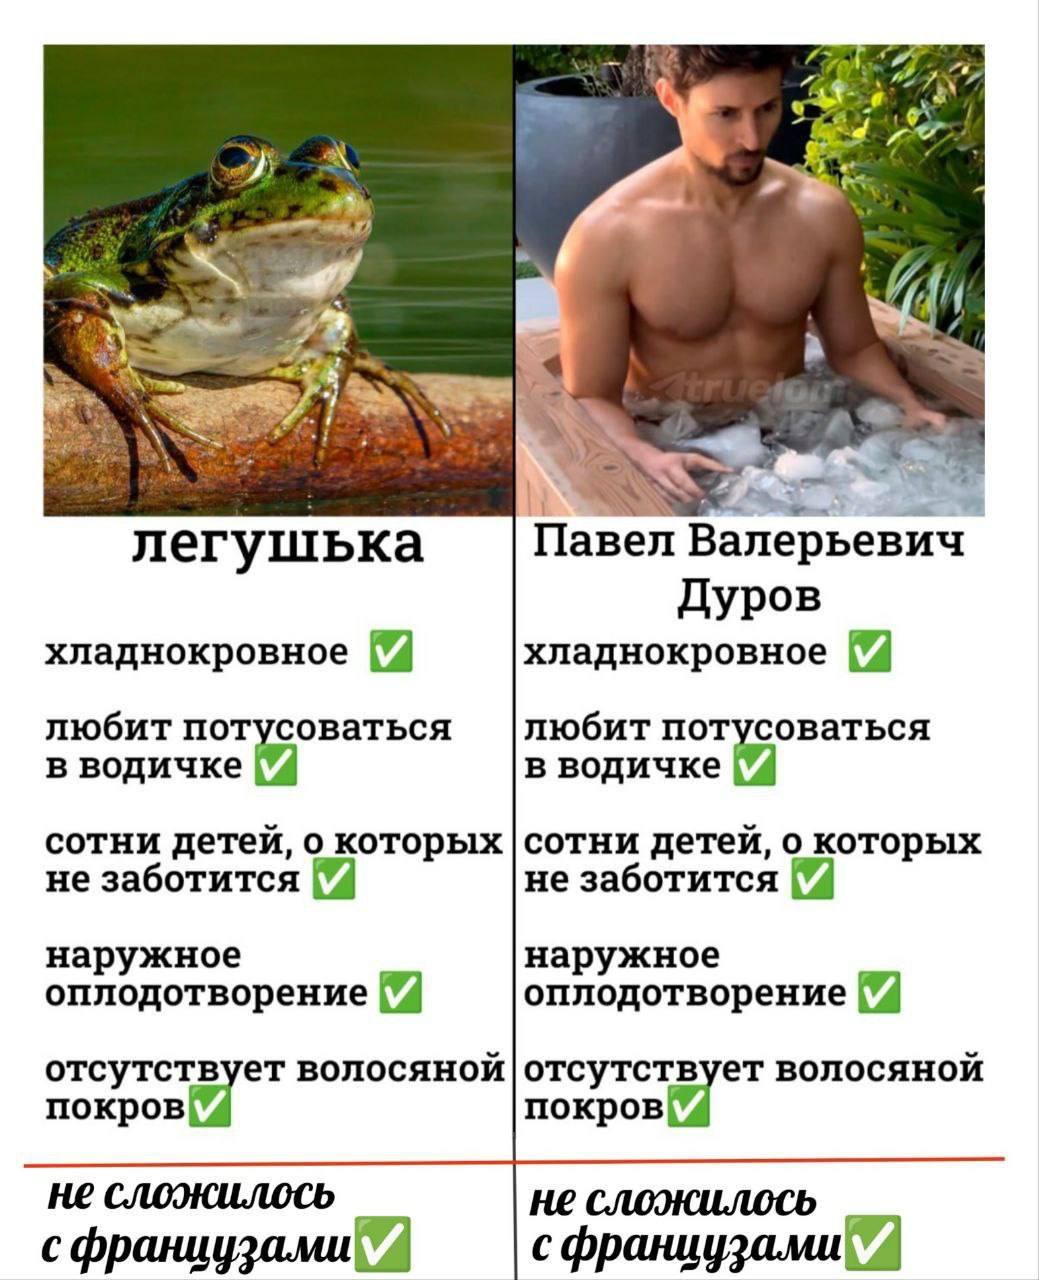 легушька
хладнокровное ✅
любит потусоваться
в водичке ✅
сотни детей, о которых
не заботится ✅
наружное
оплодотворение ✅
отсутствует волосяной
покров✅
не сложилось
с французами✅
truelom
Павел Валерьевич
Дуров
хладнокровное ✅
любит потусоваться
в водичке ✅
сотни детей, о которых
не заботится ✅
наружное
оплодотворение ✅
отсутствует волосяной
покров✅
не сложилось
с французами✅